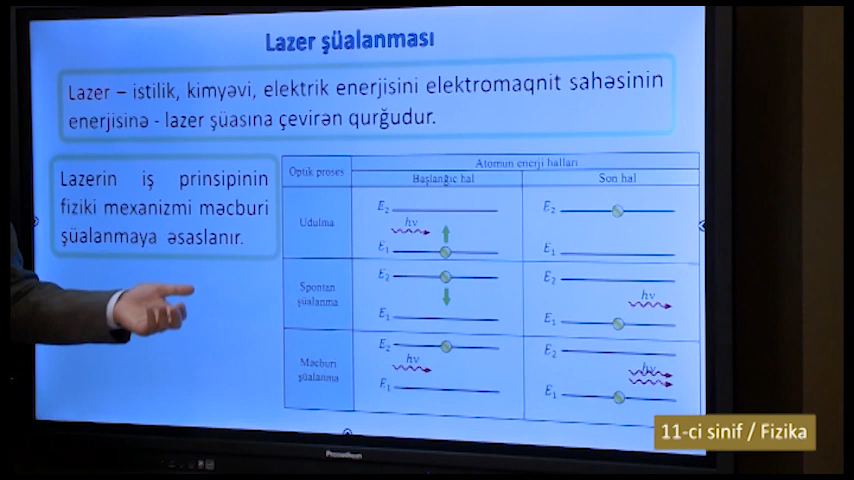 Lazer şüalanması
Lazer – istilik, kimyəvi, elektrik enerjisini elektromaqnit sahəsinin
enerjisinə - lazer şüasına çevirən qurğudur.
Lazerin iş prinsipinin
fiziki mexanizmi məcburi
şüalanmaya əsaslanır.
Optik proses
Atomun enerji halları
Başlanğıc hal
Son hal
Udulma
E₂
hν
E₁
E₂
E₁
Spontan
şüalanma
E₂
E₁
E₂
hν
E₁
Məcburi
şüalanma
E₂
hν
E₁
E₂
hν
E₁
11-ci sinif / Fizika
Promethean